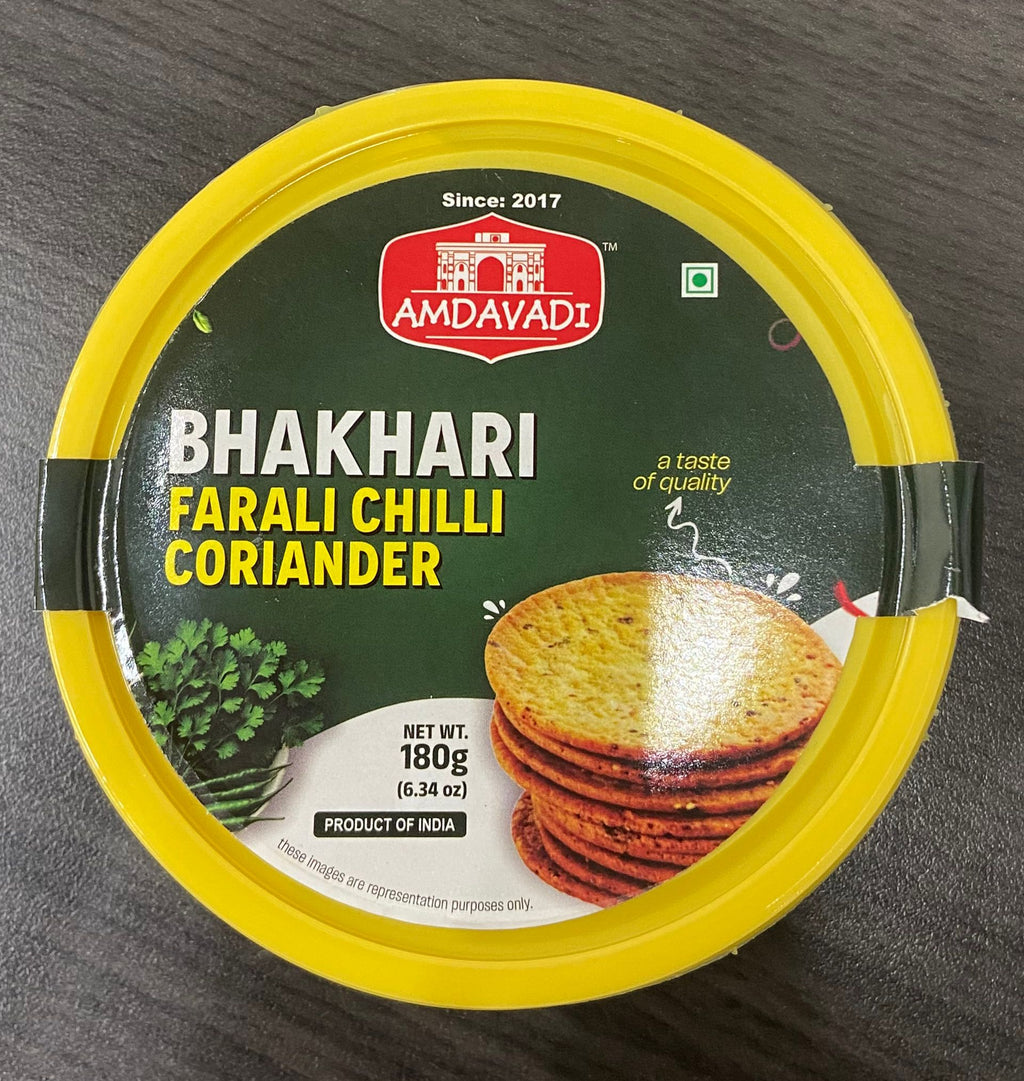 Since: 2017
AMDAVADI
TM
BHAKHARI
FARALI CHILLI
CORIANDER
a taste
of quality
NET WT.
180g
(6.34 oz)
PRODUCT OF INDIA
these images are representation purposes only.